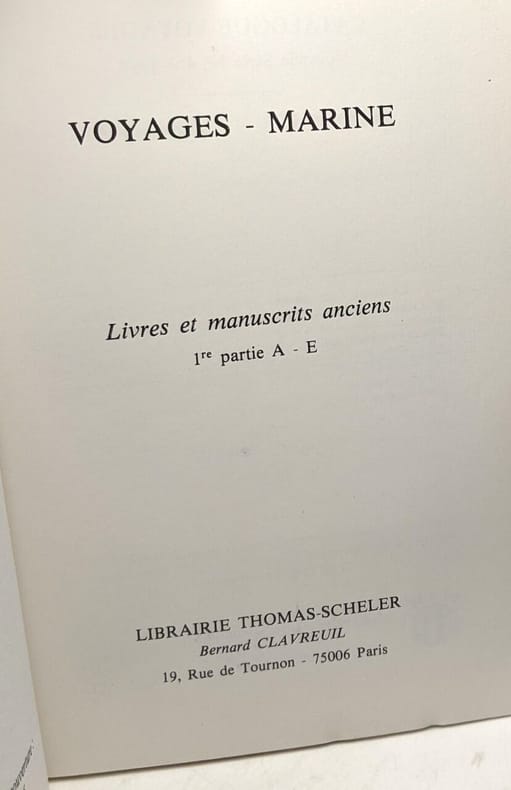 VOYAGES - MARINE
Livres et manuscrits anciens
1re partie A - E
LIBRAIRIE THOMAS-SCHELER
Bernard CLAVREUIL
19, Rue de Tournon - 75006 Paris